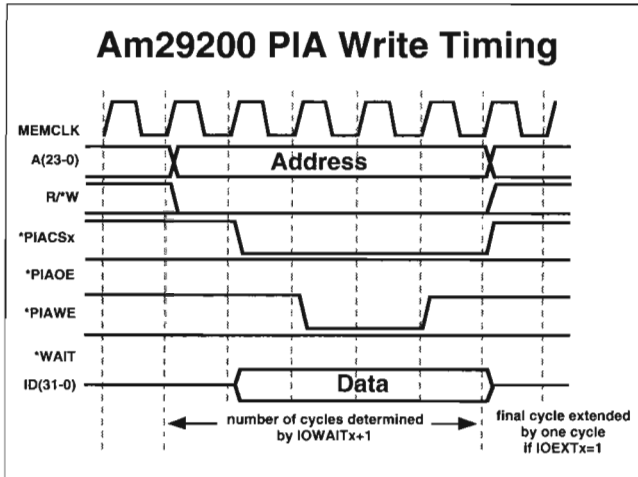 Am29200 PIA Write Timing
MEMCLK
A(23-0)
Address
R/*W
*PIACSx
*PIAOE
*PIAWE
*WAIT
ID(31-0)
Data
number of cycles determined
by IOWAITx+1
final cycle extended
by one cycle
if IOEXTx=1